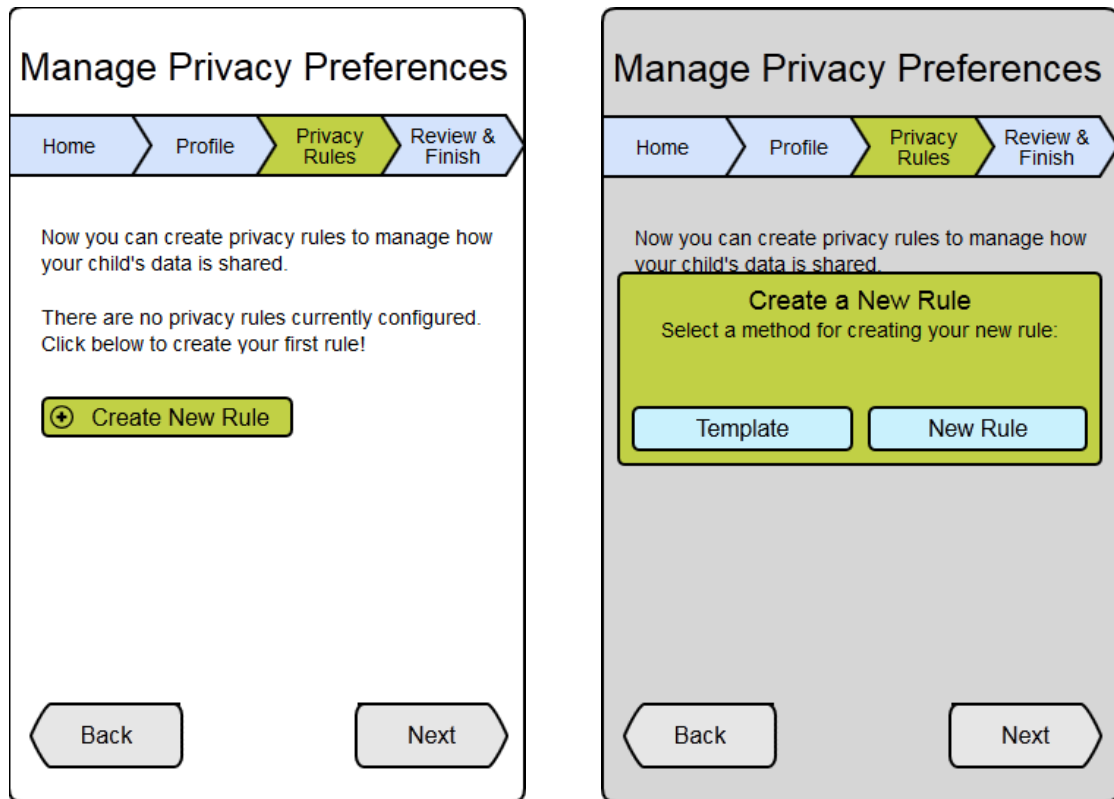 Manage Privacy Preferences
Home
Profile
Privacy
Rules
Review &
Finish
Now you can create privacy rules to manage how
your child's data is shared.
There are no privacy rules currently configured.
Click below to create your first rule!
Create New Rule
Back
Next
Manage Privacy Preferences
Home
Profile
Privacy
Rules
Review &
Finish
Now you can create privacy rules to manage how
your child's data is shared.
Create a New Rule
Select a method for creating your new rule:
Template
New Rule
Back
Next